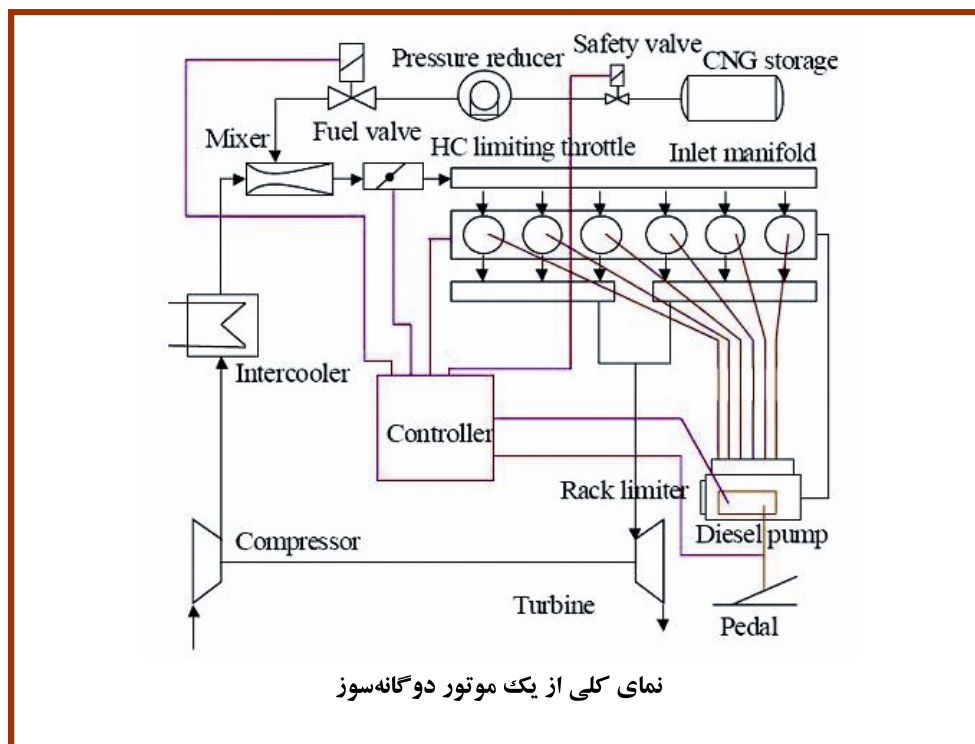 Safety valve
Pressure reducer
CNG storage
Fuel valve
Mixer
HC limiting throttle
Inlet manifold
Intercooler
Controller
Rack limiter
Diesel pump
Compressor
Turbine
Pedal
نمای کلی از یک موتور دوگانه‌سوز